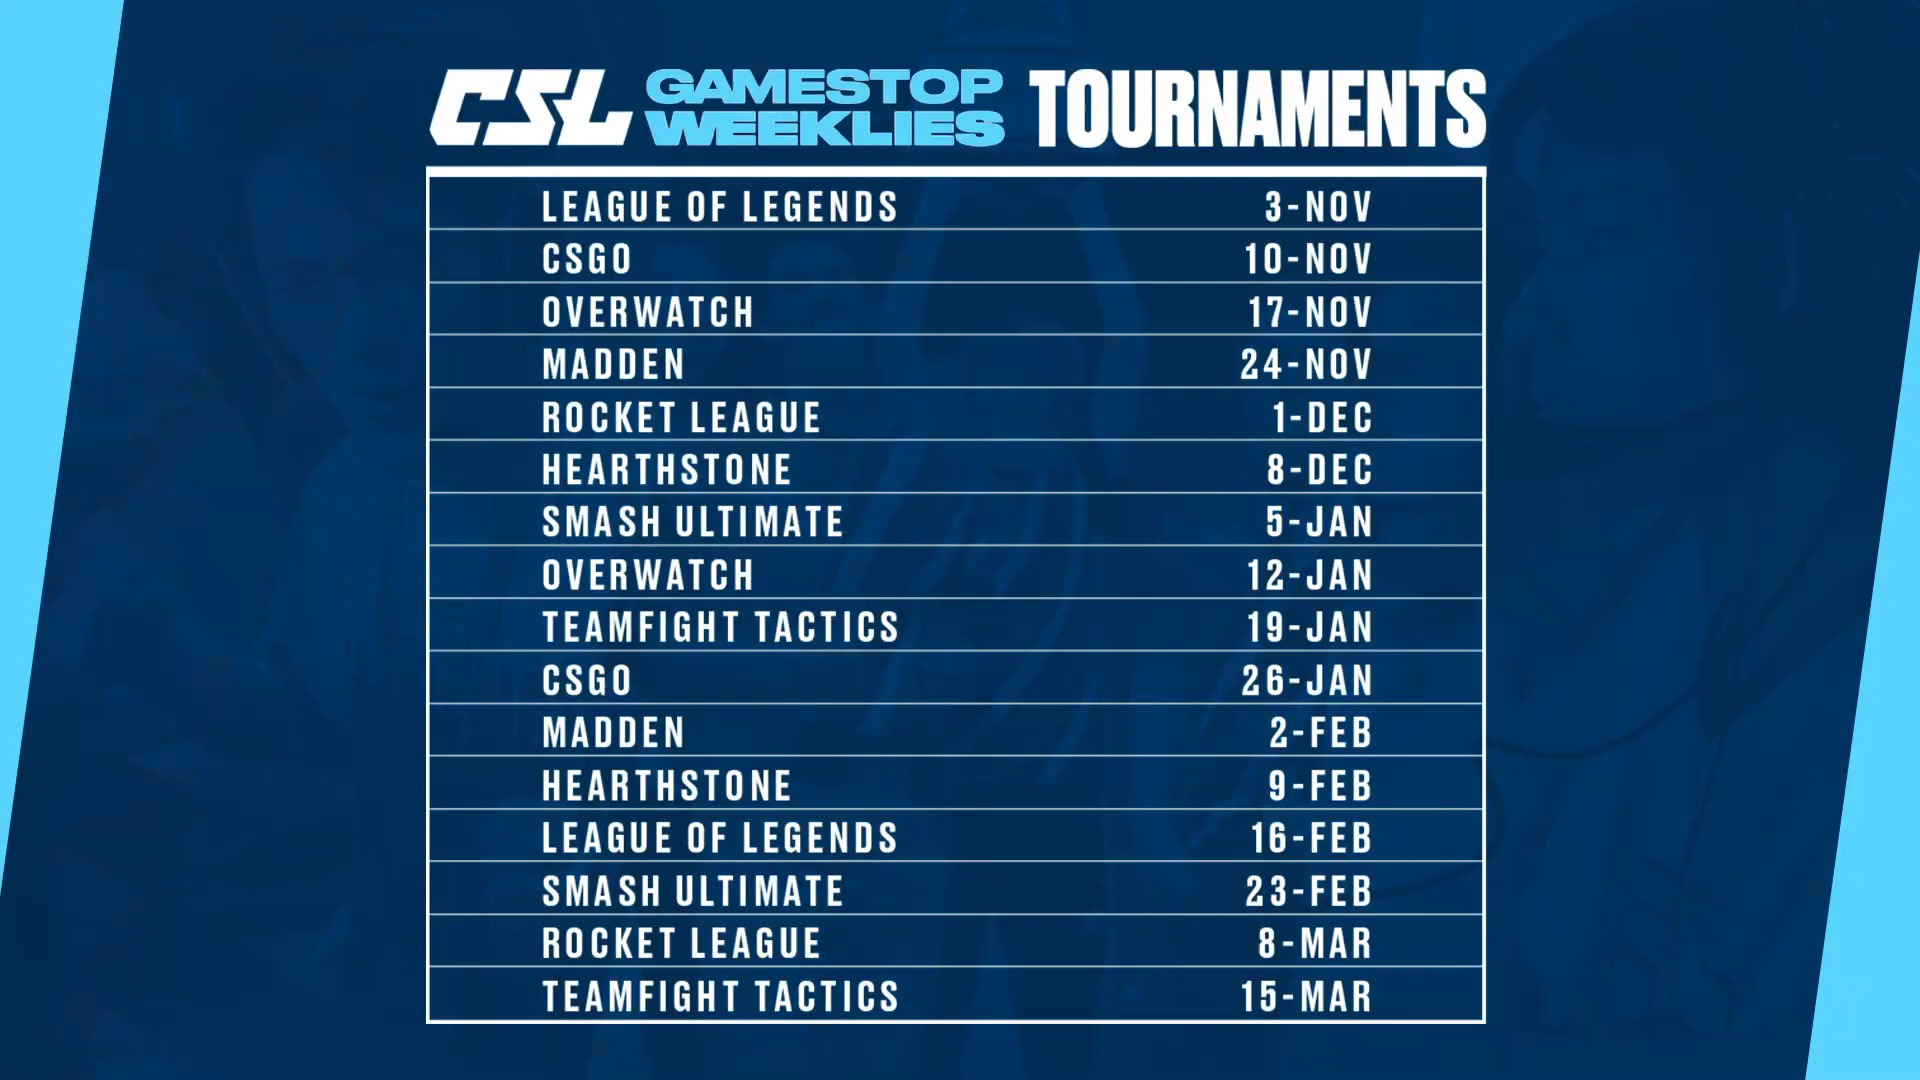 CSL GAMESTOP WEEKLIES TOURNAMENTS
LEAGUE OF LEGENDS 3-NOV
CSGO 10-NOV
OVERWATCH 17-NOV
MADDEN 24-NOV
ROCKET LEAGUE 1-DEC
HEARTHSTONE 8-DEC
SMASH ULTIMATE 5-JAN
OVERWATCH 12-JAN
TEAMFIGHT TACTICS 19-JAN
CSGO 26-JAN
MADDEN 2-FEB
HEARTHSTONE 9-FEB
LEAGUE OF LEGENDS 16-FEB
SMASH ULTIMATE 23-FEB
ROCKET LEAGUE 8-MAR
TEAMFIGHT TACTICS 15-MAR